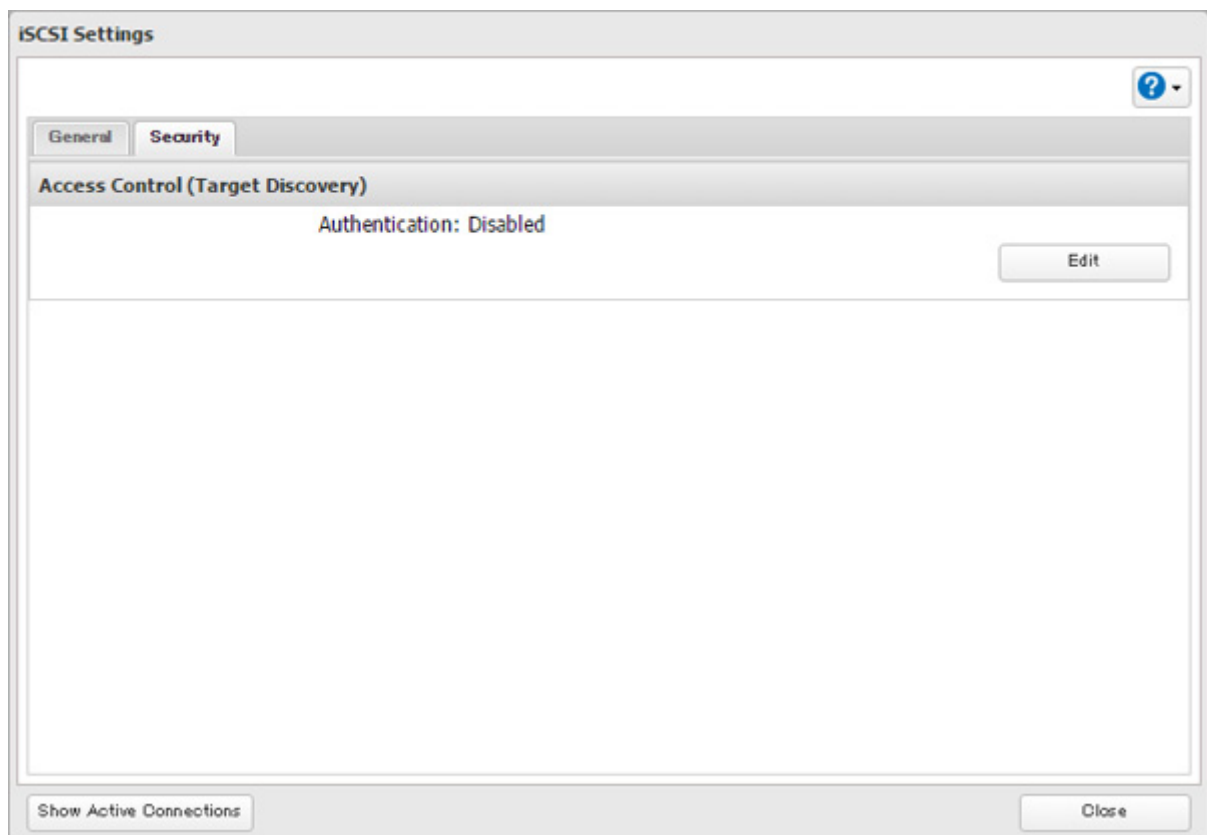 iSCSI Settings
?
General Security
Access Control (Target Discovery)
Authentication: Disabled
Edit
Show Active Connections Close